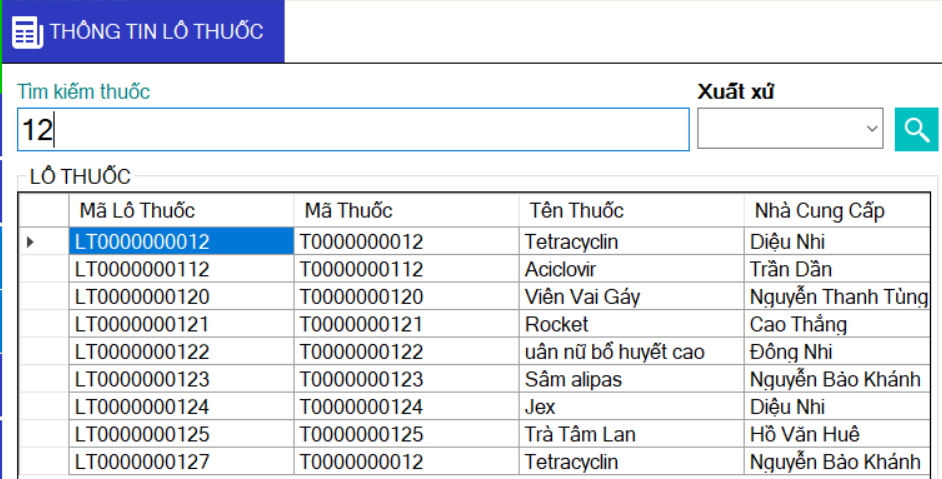 THÔNG TIN LÔ THUỐC
Tìm kiếm thuốc Xuất xứ
12
LÔ THUỐC
Mã Lô Thuốc Mã Thuốc Tên Thuốc Nhà Cung Cấp
LT0000000012 T0000000012 Tetracyclin Diệu Nhi
LT0000000112 T0000000112 Aciclovir Trần Dần
LT0000000120 T0000000120 Viên Vai Gáy Nguyễn Thanh Tùng
LT0000000121 T0000000121 Rocket Cao Thắng
LT0000000122 T0000000122 uân nữ bổ huyết cao Đông Nhi
LT0000000123 T0000000123 Sâm alipas Nguyễn Bảo Khánh
LT0000000124 T0000000124 Jex Diệu Nhi
LT0000000125 T0000000125 Trà Tâm Lan Hồ Văn Huê
LT0000000127 T0000000012 Tetracyclin Nguyễn Bảo Khánh